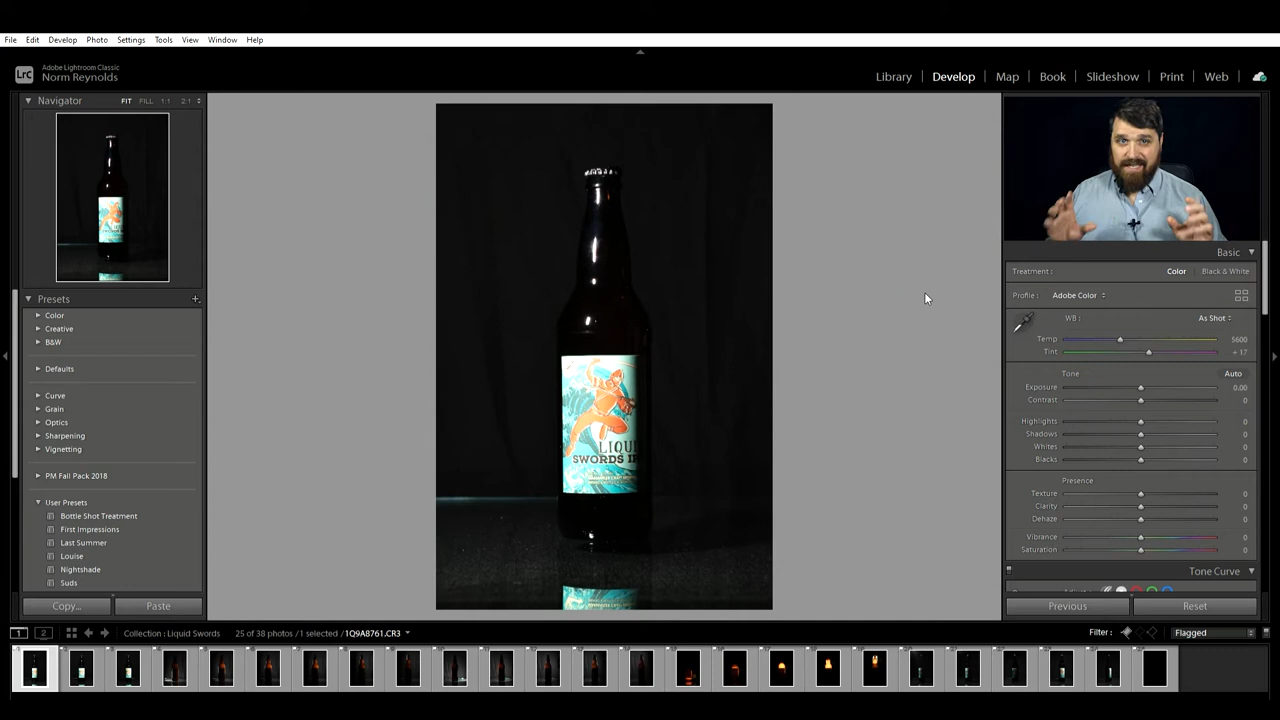 File Edit Develop Photo Settings Tools View Window Help
LrC
Adobe Lightroom Classic
Norm Reynolds
Library | Develop | Map | Book | Slideshow | Print | Web
Navigator FIT FILL 1:1 2:1
Presets +
Color
Creative
B&W
Defaults
Curve
Grain
Optics
Sharpening
Vignetting
PM Fall Pack 2018
User Presets
Bottle Shot Treatment
First Impressions
Last Summer
Louise
Nightshade
Suds
Copy... Paste
LIQUI
SWORDS IP
Basic
Treatment: Color Black & White
Profile: Adobe Color
WB: As Shot
Temp 5600
Tint + 17
Tone Auto
Exposure 0.00
Contrast 0
Highlights 0
Shadows 0
Whites 0
Blacks 0
Presence
Texture 0
Clarity 0
Dehaze 0
Vibrance 0
Saturation 0
Tone Curve
Previous Reset
1 2 Collection : Liquid Swords 25 of 38 photos / 1 selected / 1Q9A8761.CR3 Filter : Flagged